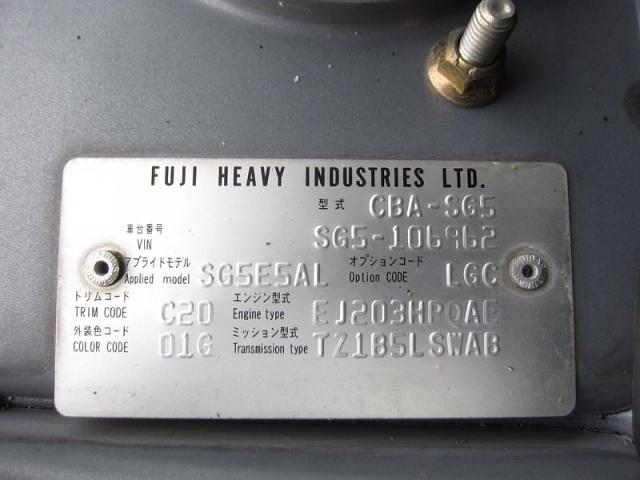 FUJI HEAVY INDUSTRIES LTD.
型式 CBA-SG5
車台番号 VIN SG5-106962
アプライドモデル Applied model SG5E5AL オプションコード Option CODE LGC
トリムコード TRIM CODE C20 エンジン型式 Engine type EJ203HPQAE
外装色コード COLOR CODE 01G ミッション型式 Transmission type TZ1B5LSWAB